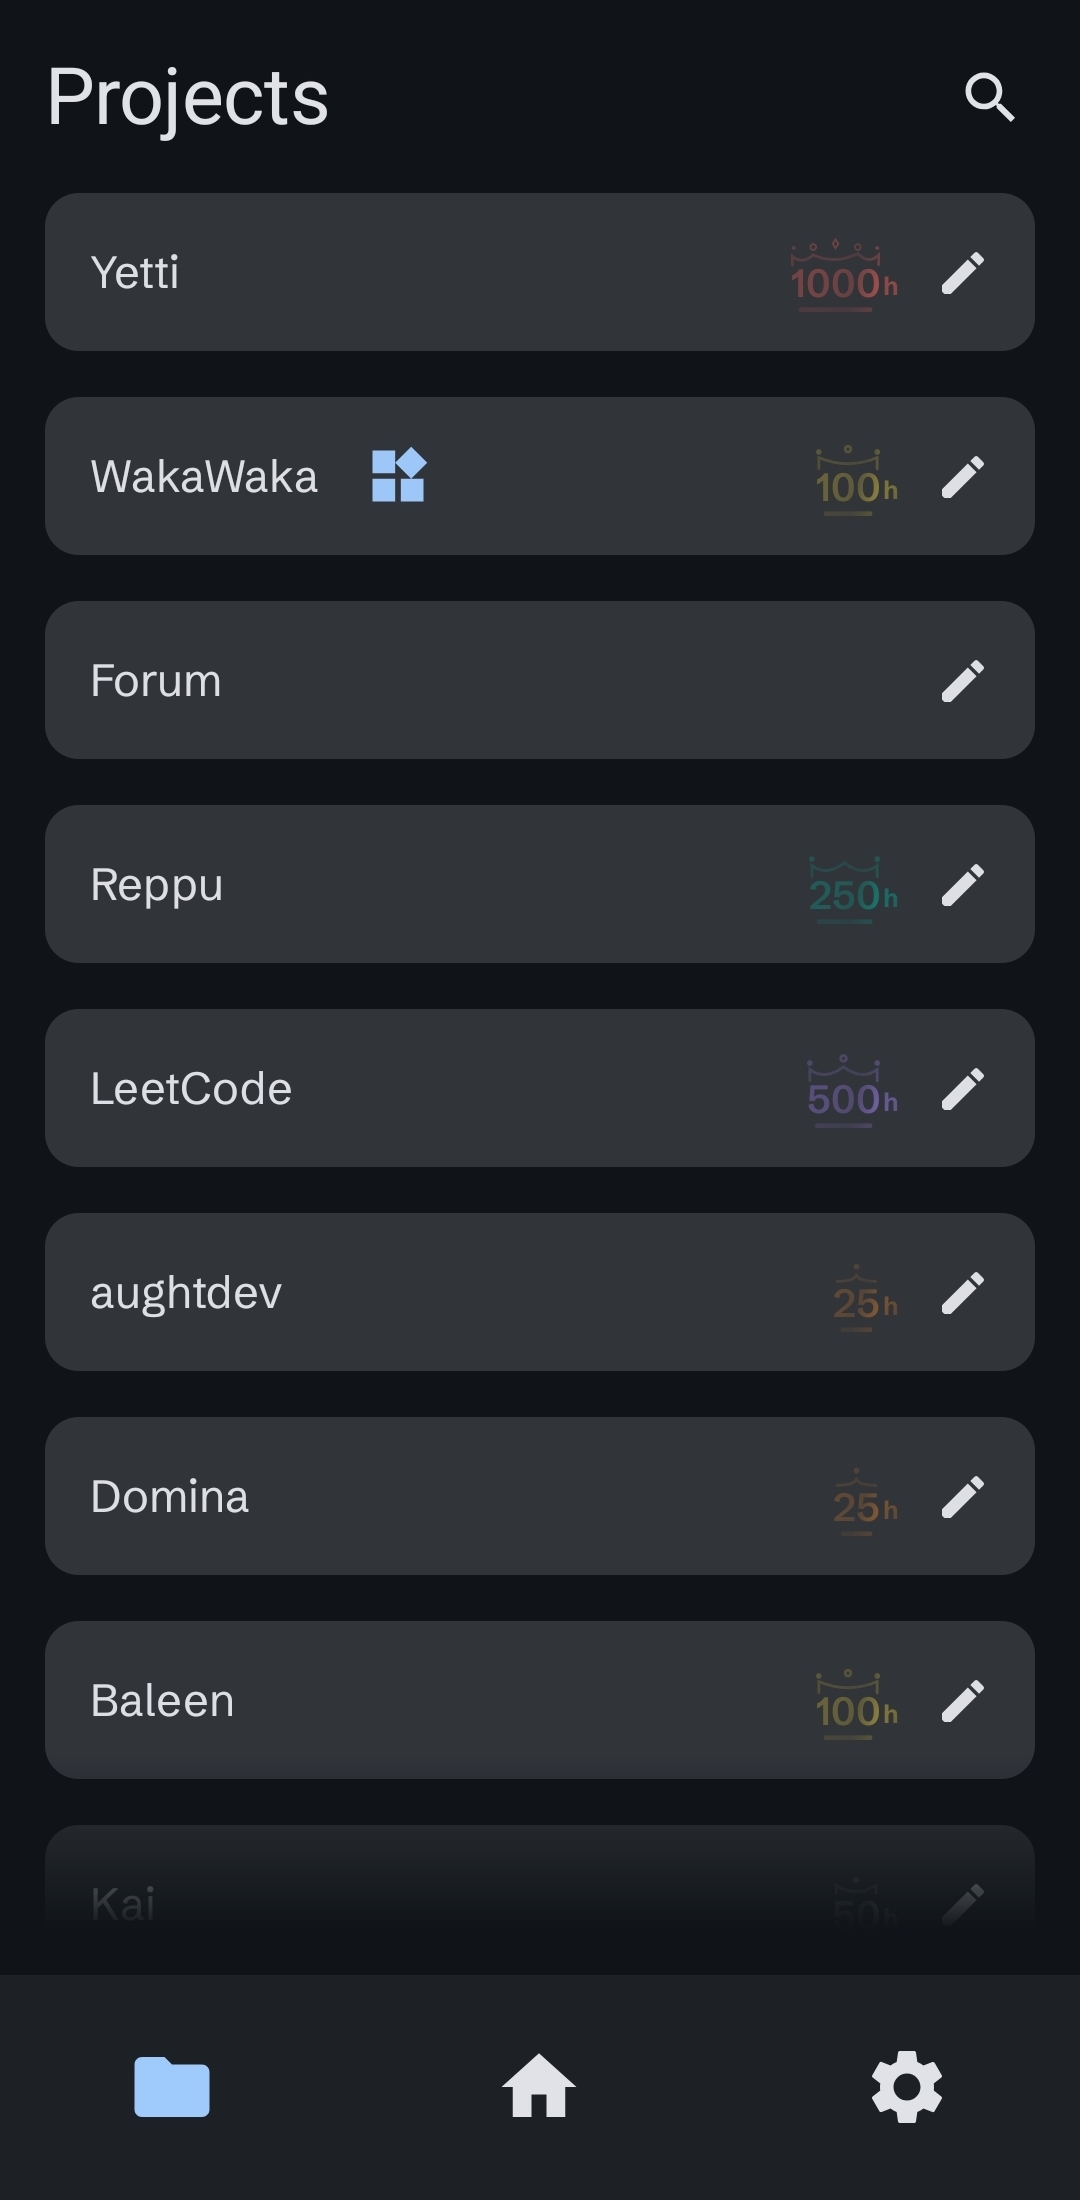 Projects
Yetti 1000h
WakaWaka 100h
Forum
Reppu 250h
LeetCode 500h
aughtdev 25h
Domina 25h
Baleen 100h
Kai 50h